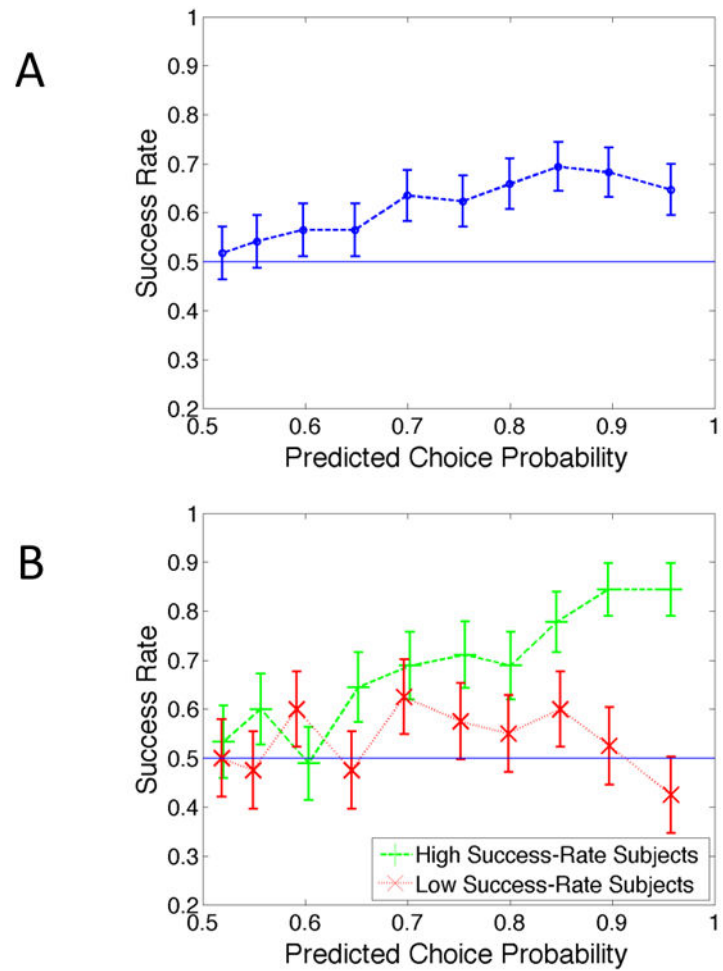 A
1
0.9
0.8
0.7
0.6
0.5
0.4
0.3
0.2
Success Rate
0.5 0.6 0.7 0.8 0.9 1
Predicted Choice Probability
B
1
0.9
0.8
0.7
0.6
0.5
0.4
0.3
0.2
Success Rate
High Success-Rate Subjects
Low Success-Rate Subjects
0.5 0.6 0.7 0.8 0.9 1
Predicted Choice Probability